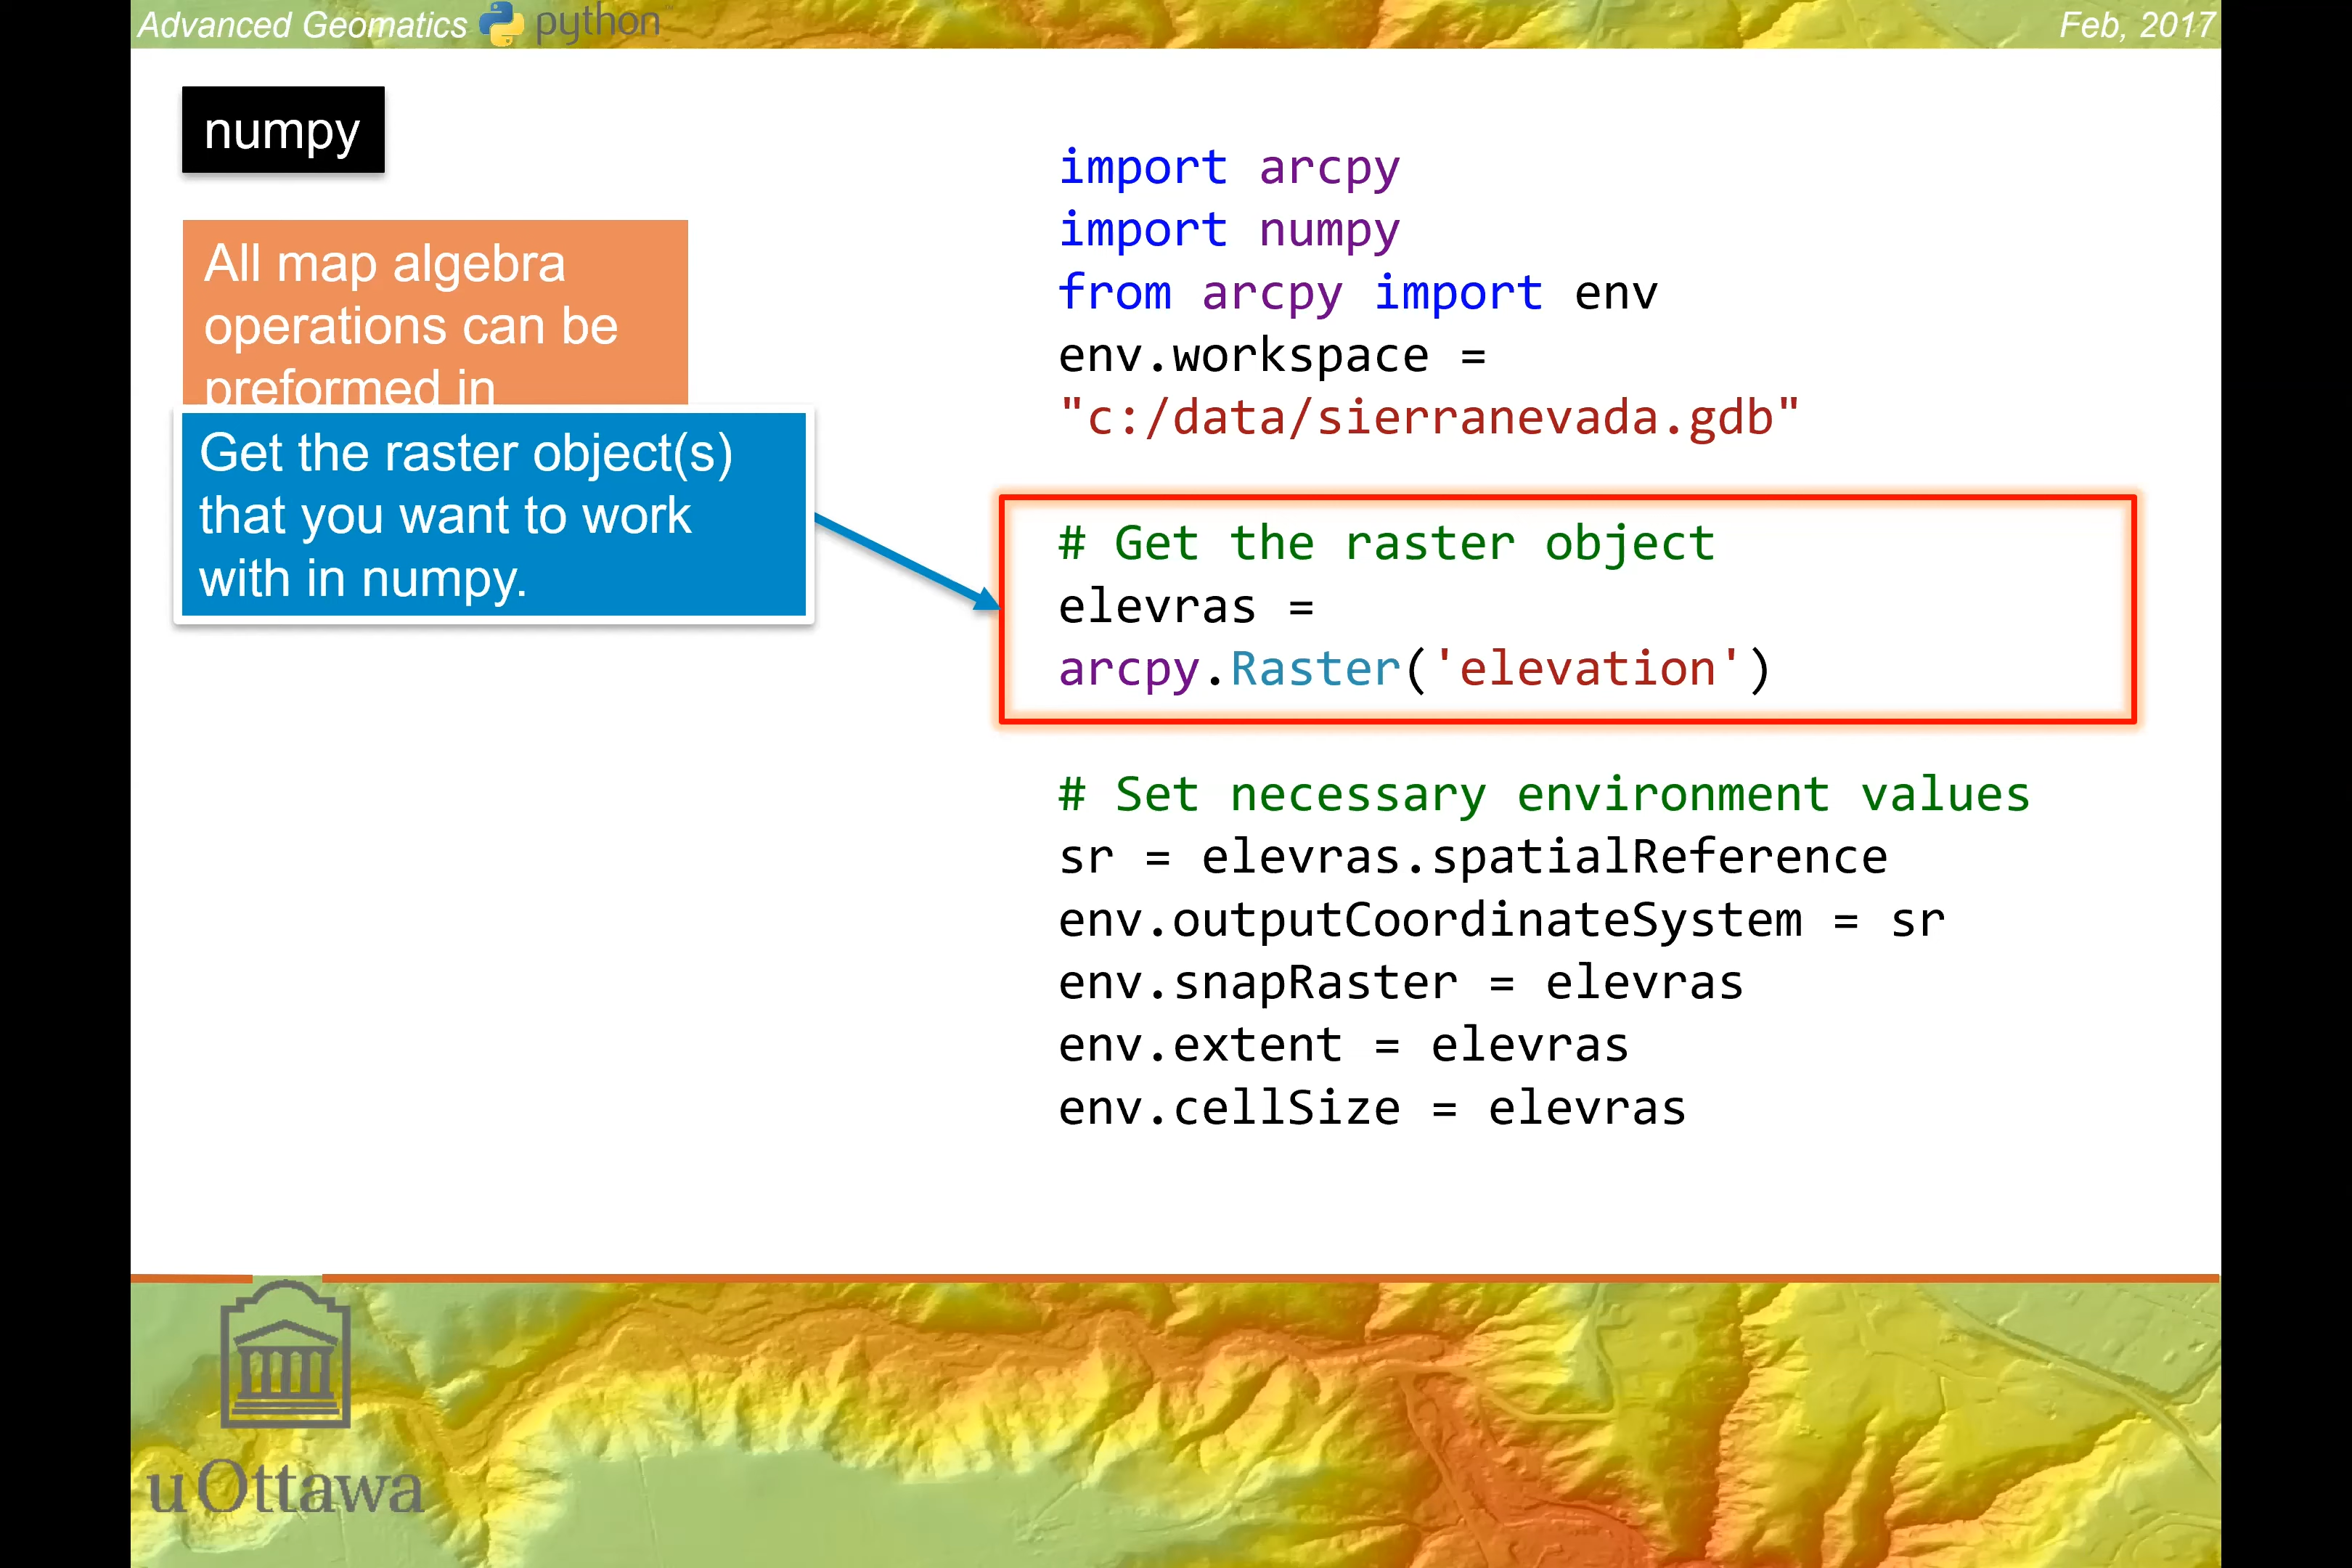 Advanced Geomatics python
Feb, 2017
numpy
All map algebra
operations can be
preformed in
Get the raster object(s)
that you want to work
with in numpy.
import arcpy
import numpy
from arcpy import env
env.workspace =
"c:/data/sierranevada.gdb"
# Get the raster object
elevras =
arcpy.Raster('elevation')
# Set necessary environment values
sr = elevras.spatialReference
env.outputCoordinateSystem = sr
env.snapRaster = elevras
env.extent = elevras
env.cellSize = elevras
uOttawa